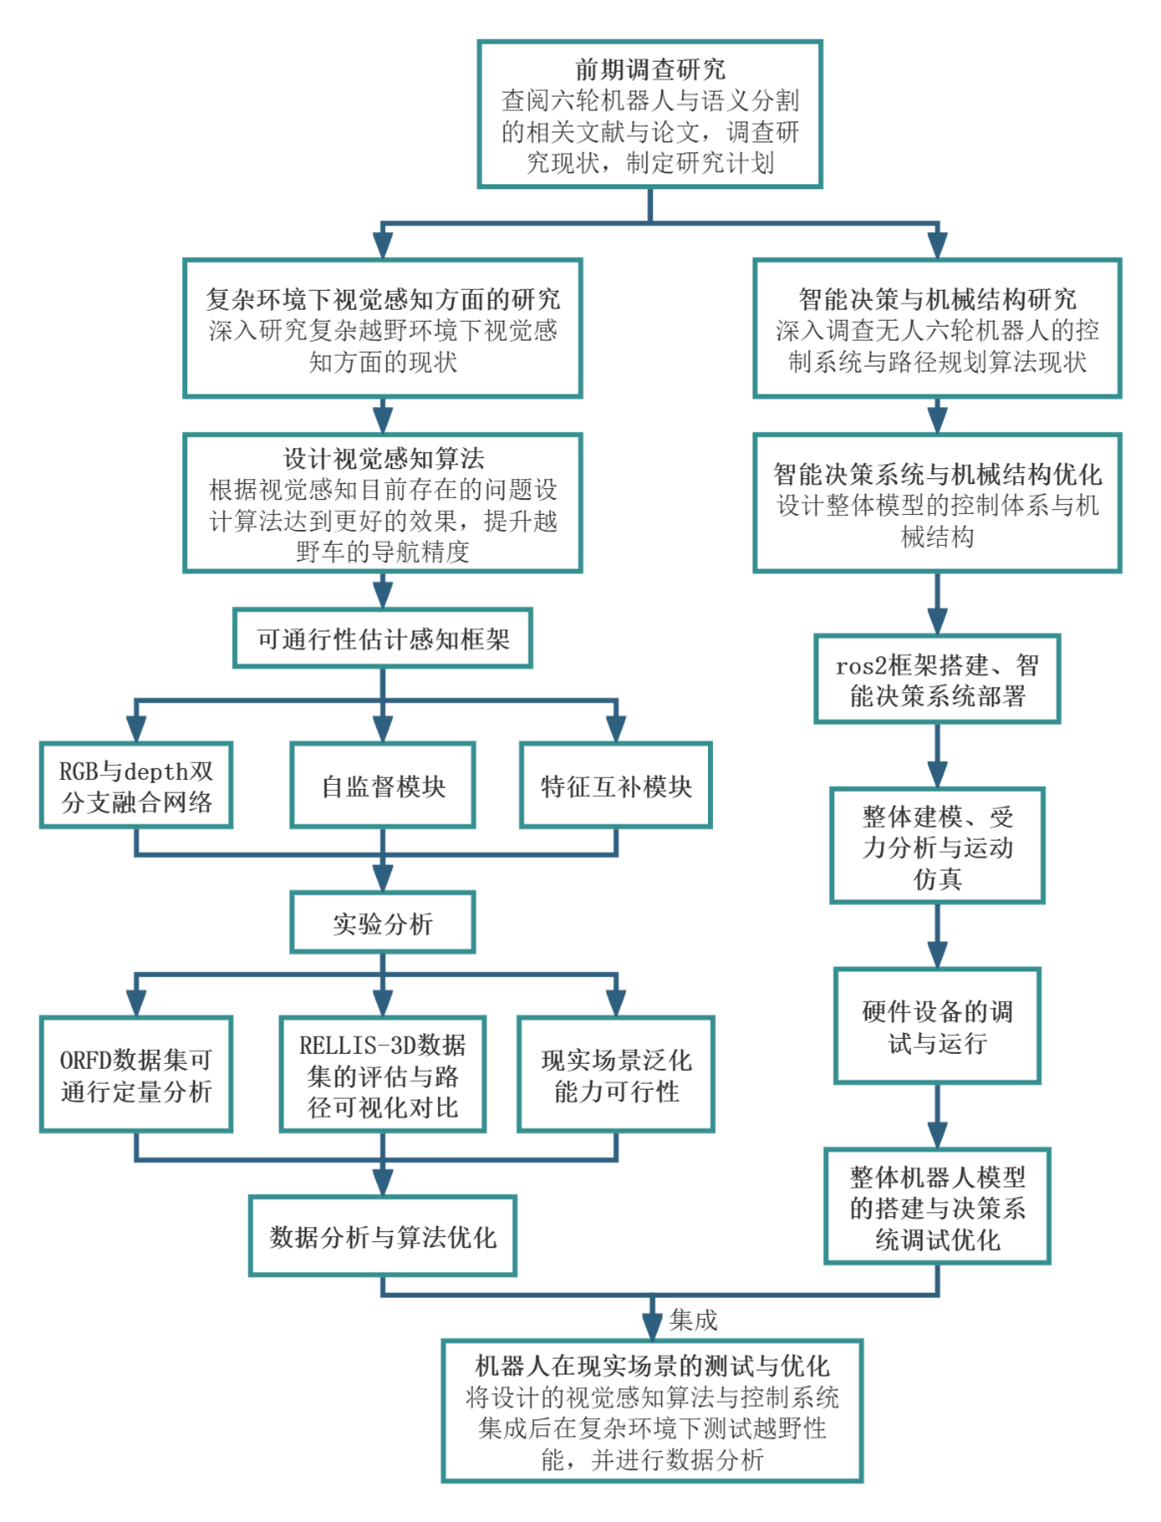 前期调查研究
查阅六轮机器人与语义分割
的相关文献与论文，调查研
究现状，制定研究计划
复杂环境下视觉感知方面的研究
深入研究复杂越野环境下视觉感
知方面的现状
智能决策与机械结构研究
深入调查无人六轮机器人的控
制系统与路径规划算法现状
设计视觉感知算法
根据视觉感知目前存在的问题设
计算法达到更好的效果，提升越
野车的导航精度
智能决策系统与机械结构优化
设计整体模型的控制体系与机
械结构
可通行性估计感知框架
ros2框架搭建、智
能决策系统部署
RGB与depth双
分支融合网络
自监督模块
特征互补模块
整体建模、受
力分析与运动
仿真
实验分析
硬件设备的调
试与运行
ORFD数据集可
通行定量分析
RELLIS-3D数据
集的评估与路
径可视化对比
现实场景泛化
能力可行性
整体机器人模型
的搭建与决策系
统调试优化
数据分析与算法优化
集成
机器人在现实场景的测试与优化
将设计的视觉感知算法与控制系统
集成后在复杂环境下测试越野性
能，并进行数据分析